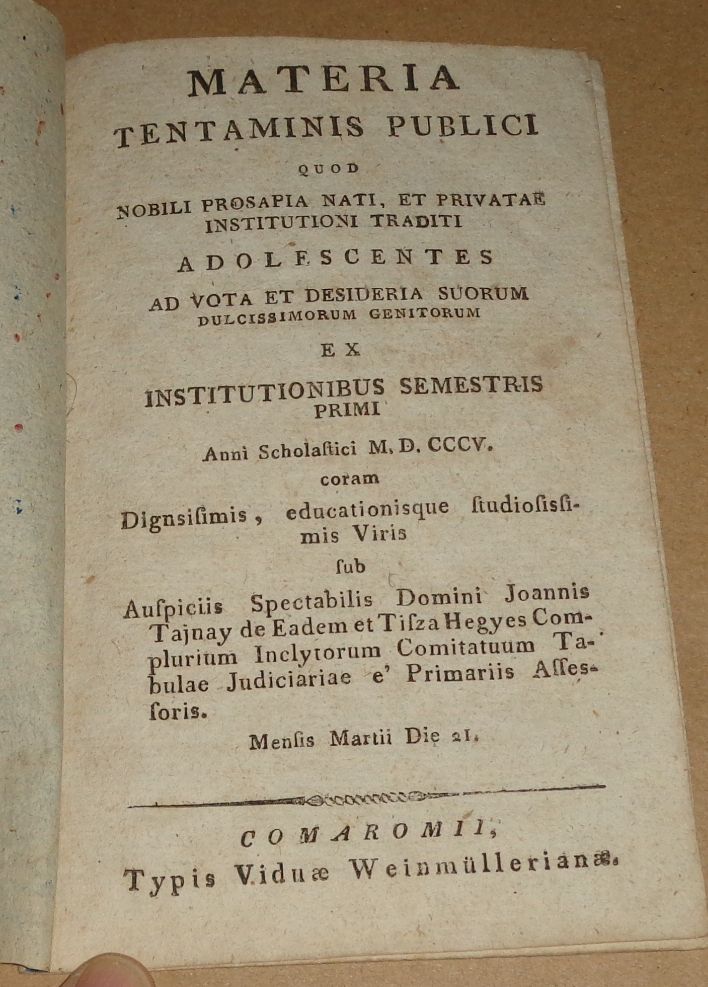 MATERIA
TENTAMINIS PUBLICI
QUOD
NOBILI PROSAPIA NATI, ET PRIVATAE
INSTITUTIONI TRADITI
ADOLESCENTES
AD VOTA ET DESIDERIA SUORUM
DULCISSIMORUM GENITORUM
EX
INSTITUTIONIBUS SEMESTRIS
PRIMI
Anni Scholaſtici M. D. CCCV.
coram
Dignsiſimis, educationisque ſtudioſisſi-
mis Viris
ſub
Auſpiciis Spectabilis Domini Joannis
Tajnay de Eadem et Tiſza Hegyes Com-
plurium Inclytorum Comitatuum Ta-
bulae Judiciariae e' Primariis Aſſes-
ſoris.
Menſis Martii Die 21.
COMAROMII,
Typis Viduæ Weinmüllerianæ.